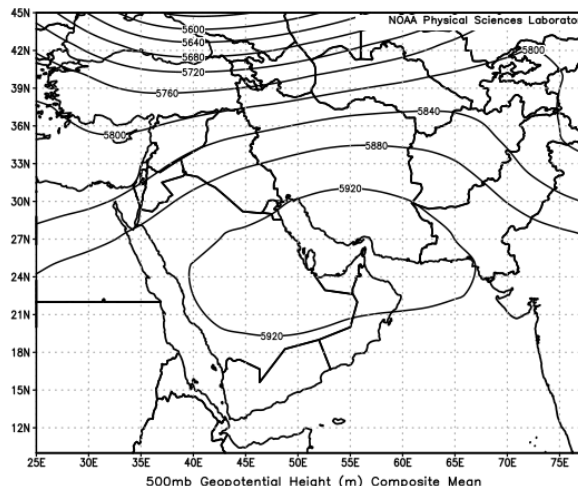 NOAA Physical Sciences Laborato
45N
42N
39N
36N
33N
30N
27N
24N
21N
18N
15N
12N
5600
5640
5680
5720
5760
5800
5800
5840
5880
5920
5920
25E 30E 35E 40E 45E 50E 55E 60E 65E 70E 75E
500mb Geopotential Height (m) Composite Mean